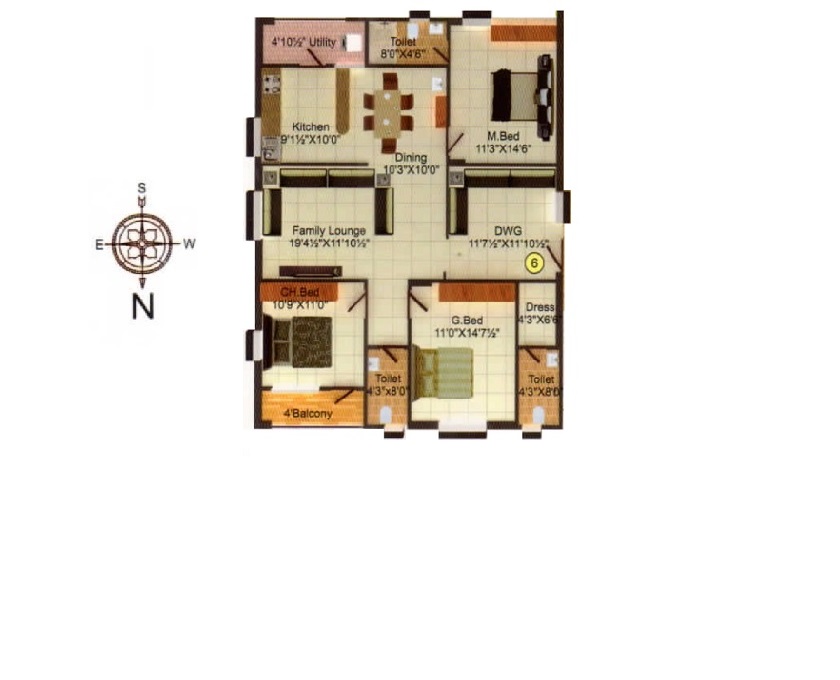 4'10½" Utility
Toilet
8'0"X4'6"
Kitchen
9'1½"X10'0"
Dining
10'3"X10'0"
M.Bed
11'3"X14'6"
S
E
W
N
Family Lounge
19'4½"X11'10½"
DWG
11'7½"X11'10½"
6
CH.Bed
10'9"X11'0"
G.Bed
11'0"X14'7½"
Dress
4'3"X6'6"
Toilet
4'3"x8'0"
Toilet
4'3"X8'0"
4'Balcony